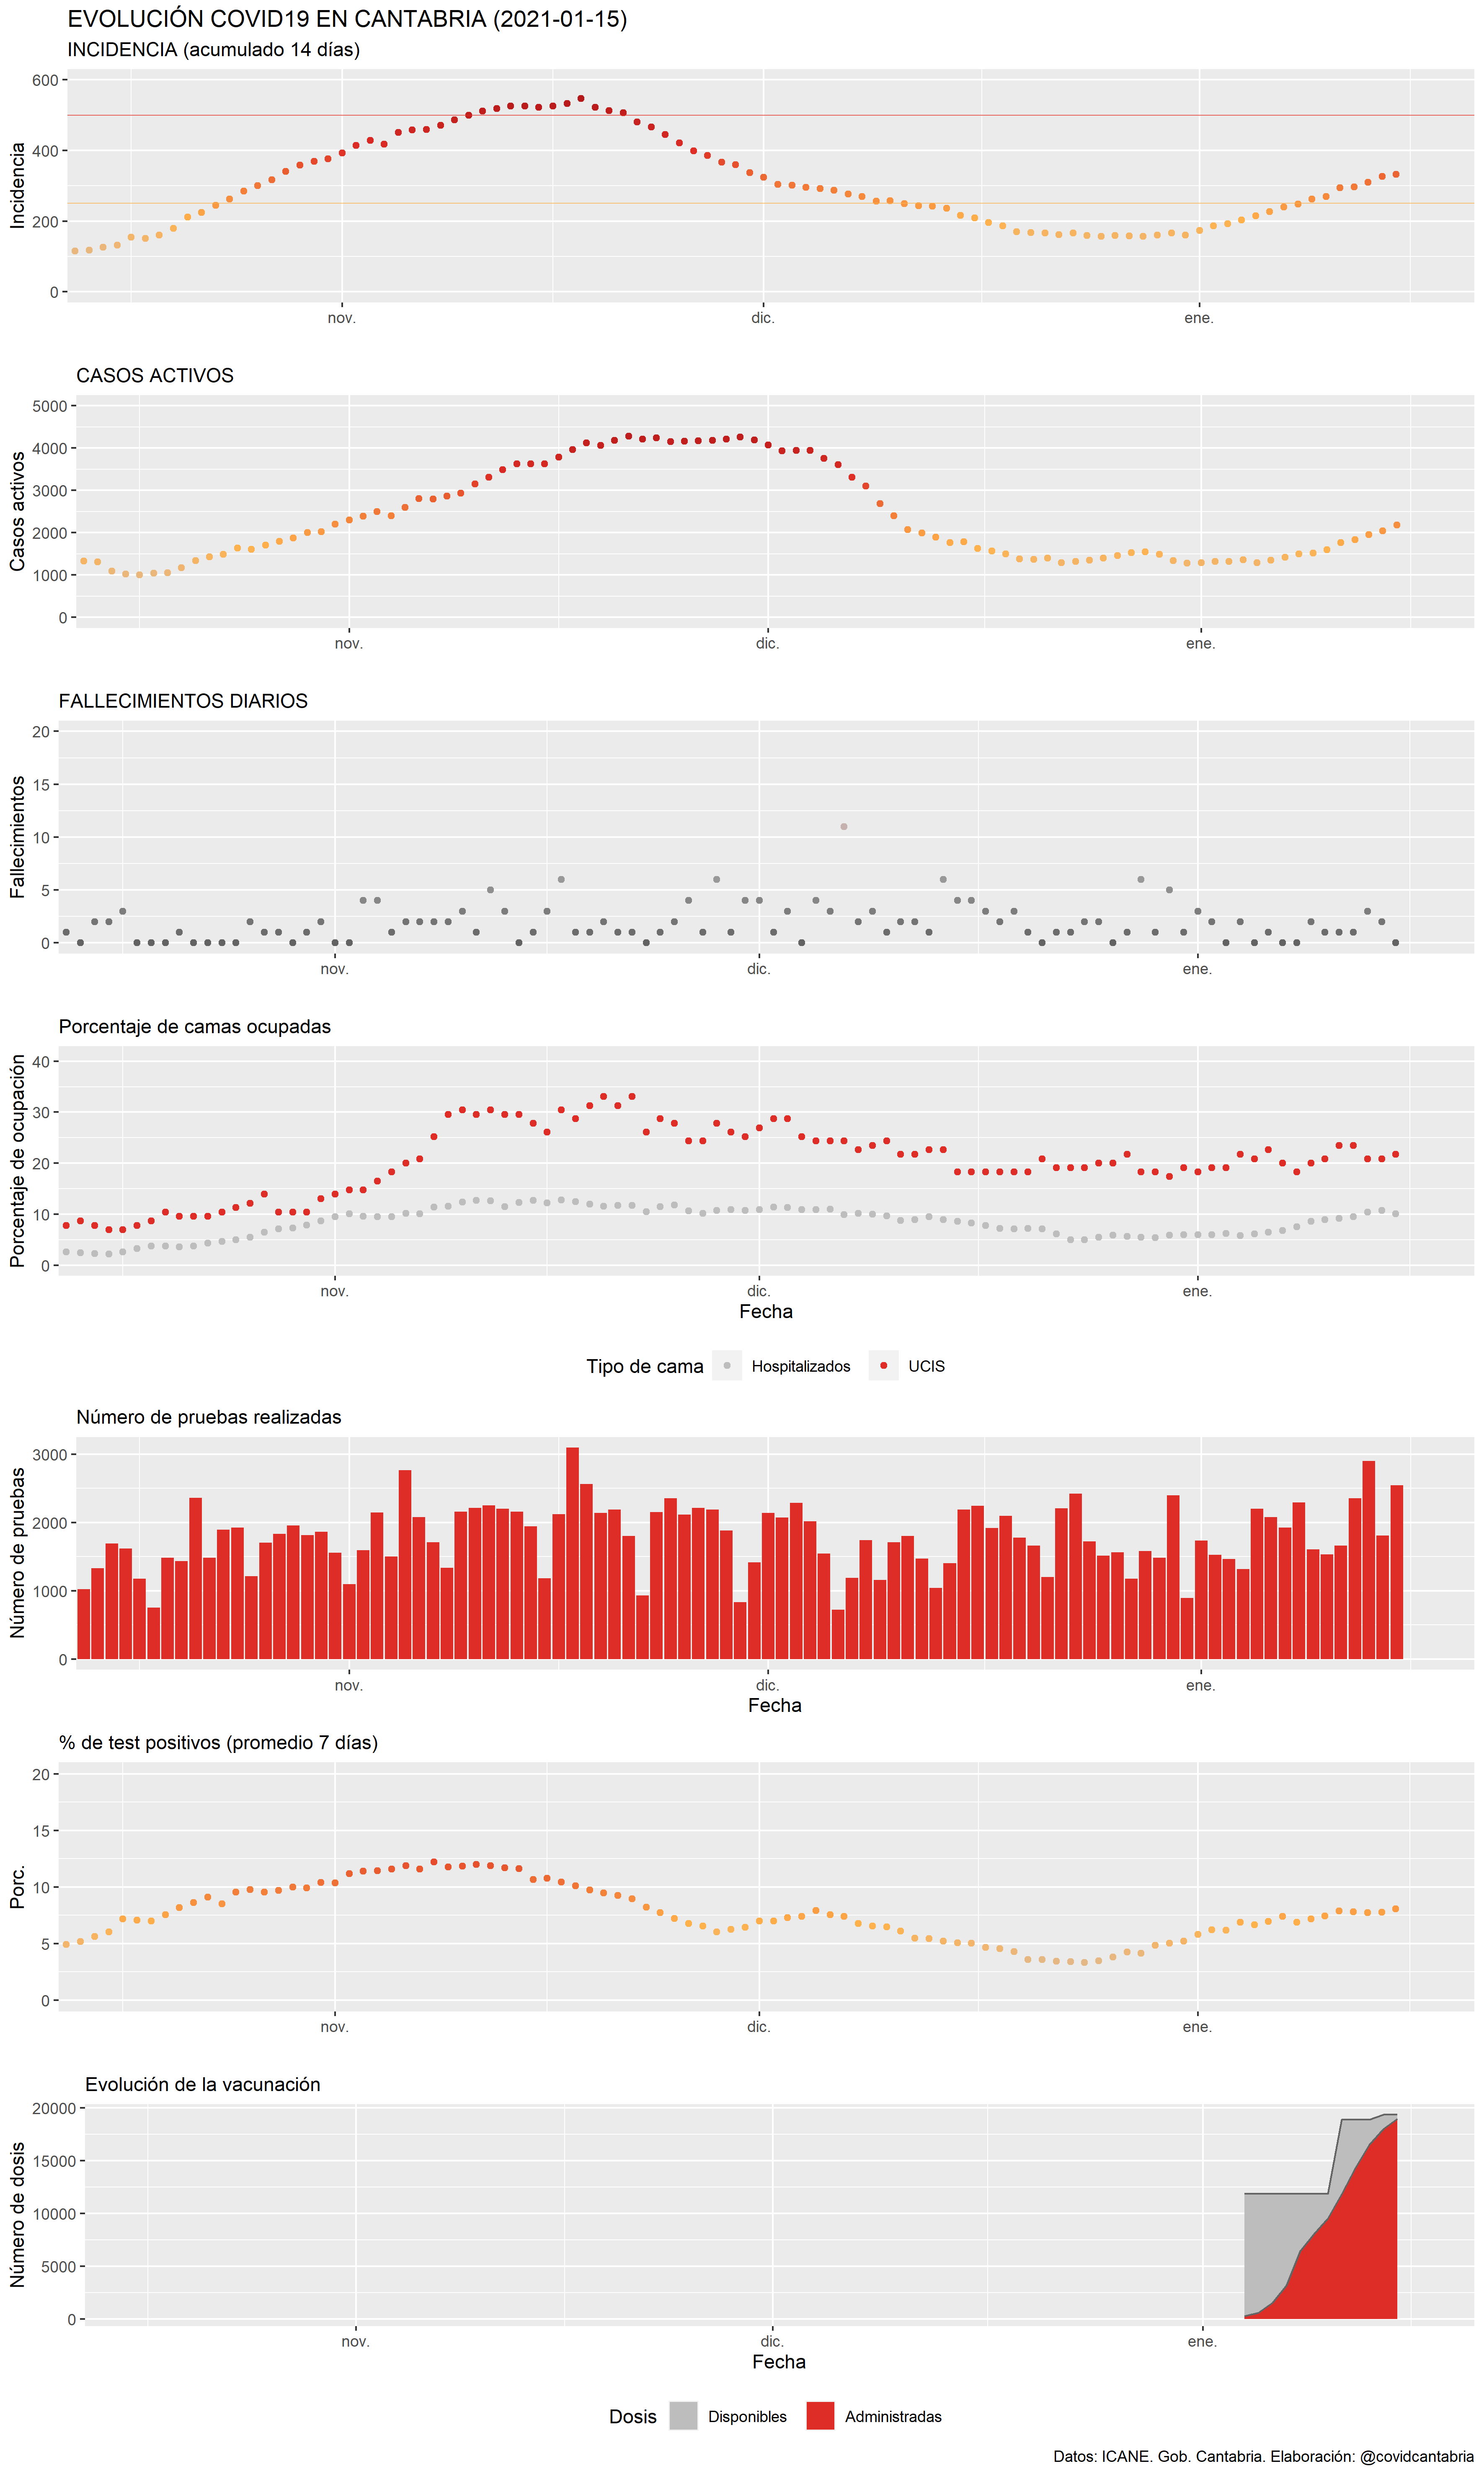 EVOLUCIÓN COVID19 EN CANTABRIA (2021-01-15)
INCIDENCIA (acumulado 14 días)
Incidencia
600
400
200
0
nov. dic. ene.
CASOS ACTIVOS
Casos activos
5000
4000
3000
2000
1000
0
nov. dic. ene.
FALLECIMIENTOS DIARIOS
Fallecimientos
20
15
10
5
0
nov. dic. ene.
Porcentaje de camas ocupadas
Porcentaje de ocupación
40
30
20
10
0
nov. dic. ene.
Fecha
Tipo de cama Hospitalizados UCIS
Número de pruebas realizadas
Número de pruebas
3000
2000
1000
0
nov. dic. ene.
Fecha
% de test positivos (promedio 7 días)
Porc.
20
15
10
5
0
nov. dic. ene.
Evolución de la vacunación
Número de dosis
20000
15000
10000
5000
0
nov. dic. ene.
Fecha
Dosis Disponibles Administradas
Datos: ICANE. Gob. Cantabria. Elaboración: @covidcantabria